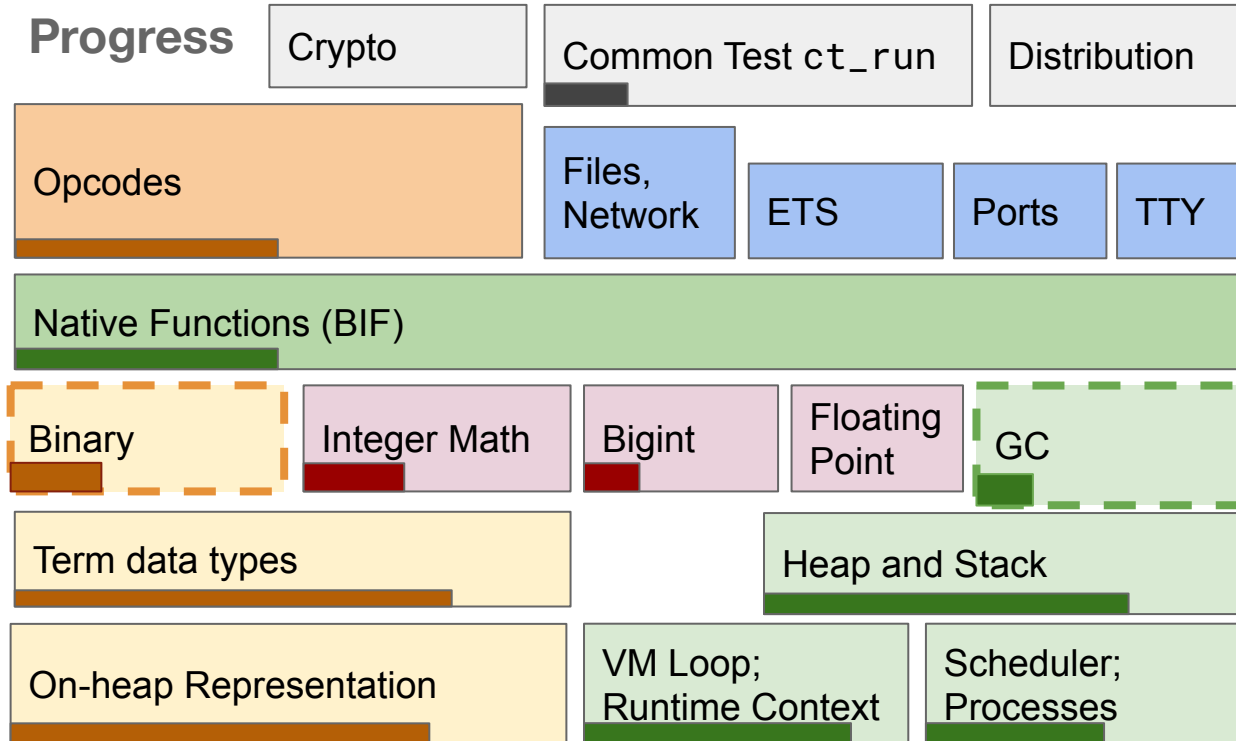 Progress
Crypto
Common Test ct_run
Distribution
Opcodes
Files,
Network
ETS
Ports
TTY
Native Functions (BIF)
Binary
Integer Math
Bigint
Floating
Point
GC
Term data types
Heap and Stack
On-heap Representation
VM Loop;
Runtime Context
Scheduler;
Processes